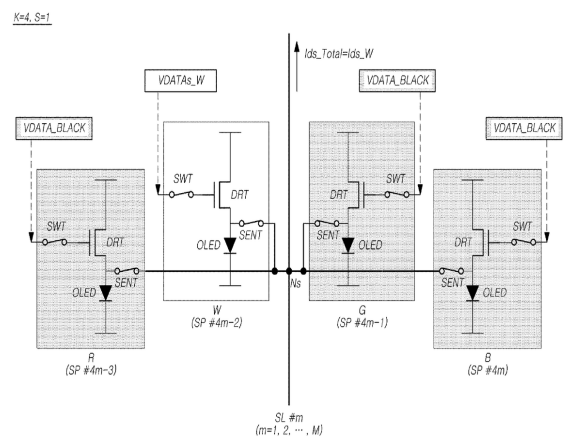 K=4, S=1
Ids_Total=Ids_W
VDATAs_W
VDATA_BLACK
VDATA_BLACK
VDATA_BLACK
SWT
DRT
SENT
OLED
SWT
DRT
SENT
OLED
SWT
DRT
SENT
OLED
SWT
DRT
SENT
OLED
Ns
W
(SP #4m-2)
G
(SP #4m-1)
R
(SP #4m-3)
B
(SP #4m)
SL #m
(m=1, 2, ··· , M)